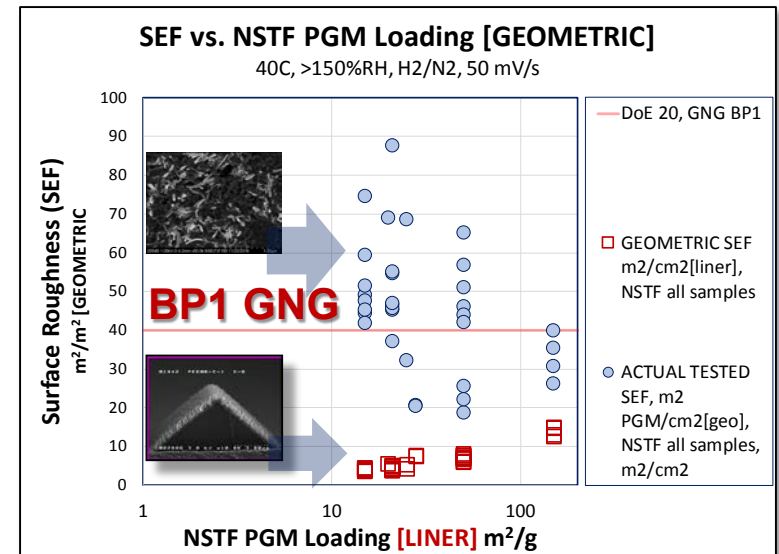 SEF vs. NSTF PGM Loading [GEOMETRIC]
40C, >150%RH, H2/N2, 50 mV/s
Surface Roughness (SEF)
m²/m² [GEOMETRIC
100
90
80
70
60
50
40
30
20
10
0
BP1 GNG
1
10
100
NSTF PGM Loading [LINER] m²/g
DoE 20, GNG BP1
GEOMETRIC SEF
m2/cm2[liner],
NSTF all samples
ACTUAL TESTED
SEF, m2
PGM/cm2[geo],
NSTF all samples,
m2/cm2